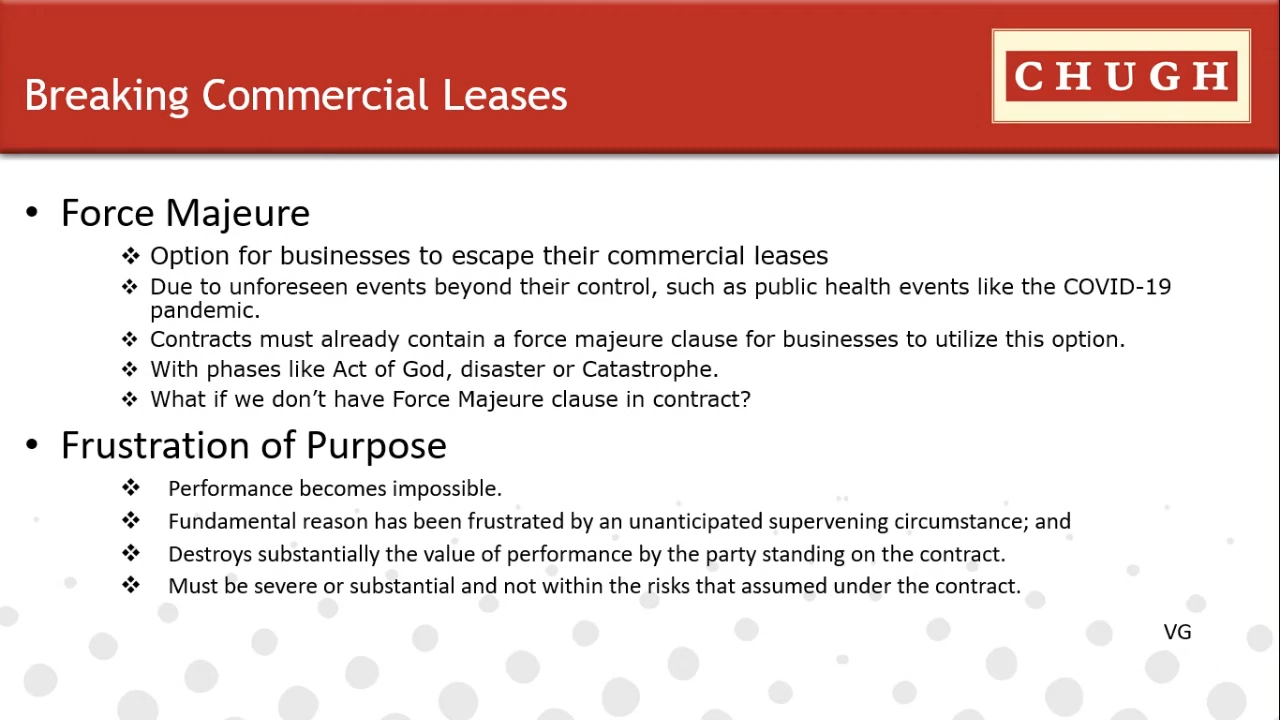 Breaking Commercial Leases
CHUGH
• Force Majeure
❖ Option for businesses to escape their commercial leases
❖ Due to unforeseen events beyond their control, such as public health events like the COVID-19
pandemic.
❖ Contracts must already contain a force majeure clause for businesses to utilize this option.
❖ With phases like Act of God, disaster or Catastrophe.
❖ What if we don’t have Force Majeure clause in contract?
• Frustration of Purpose
❖ Performance becomes impossible.
❖ Fundamental reason has been frustrated by an unanticipated supervening circumstance; and
❖ Destroys substantially the value of performance by the party standing on the contract.
❖ Must be severe or substantial and not within the risks that assumed under the contract.
VG